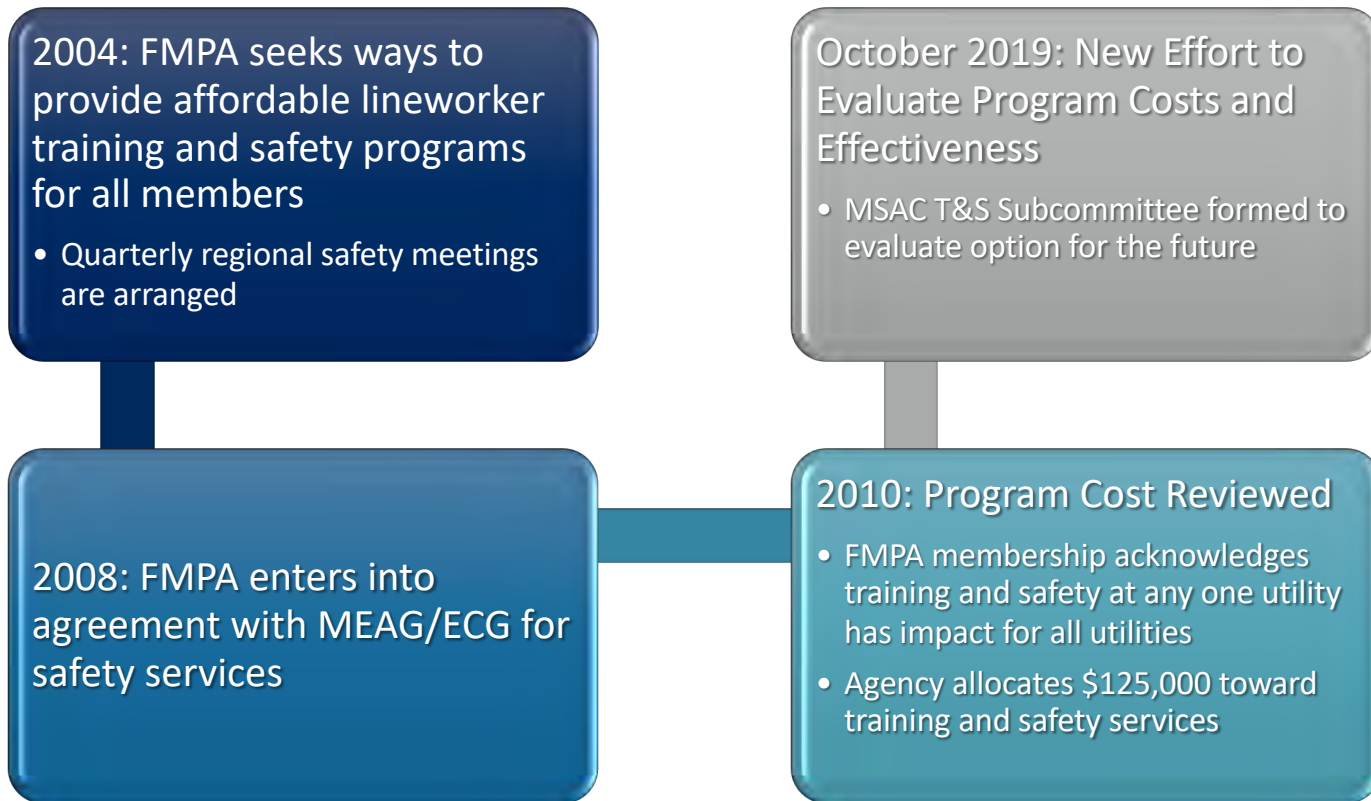 2004: FMPA seeks ways to
provide affordable lineworker
training and safety programs
for all members
• Quarterly regional safety meetings
are arranged
2008: FMPA enters into
agreement with MEAG/ECG for
safety services
2010: Program Cost Reviewed
• FMPA membership acknowledges
training and safety at any one utility
has impact for all utilities
• Agency allocates $125,000 toward
training and safety services
October 2019: New Effort to
Evaluate Program Costs and
Effectiveness
• MSAC T&S Subcommittee formed to
evaluate option for the future